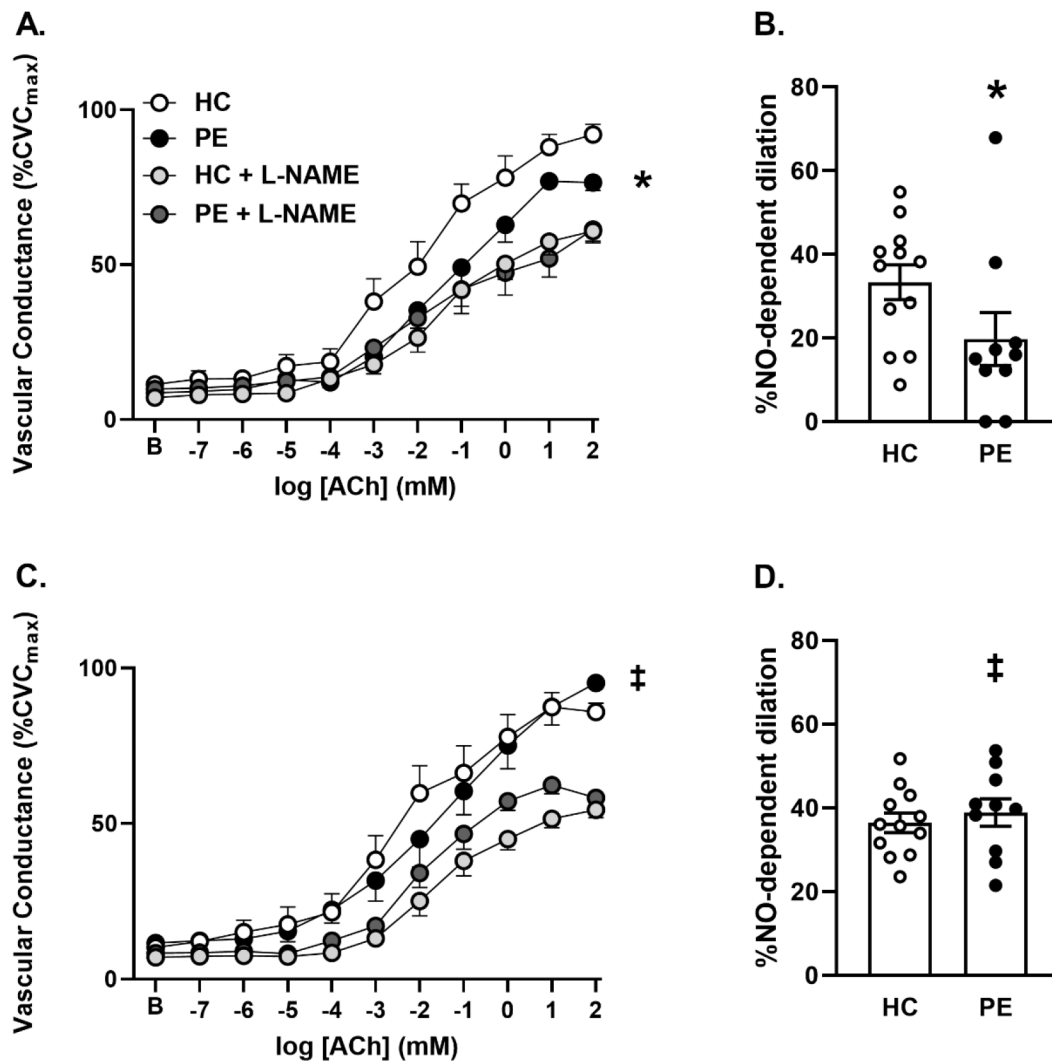 A.
Vascular Conductance (%CVCmax)
100
50
0
HC
PE
HC + L-NAME
PE + L-NAME
*
B -7 -6 -5 -4 -3 -2 -1 0 1 2
log [ACh] (mM)
B.
%NO-dependent dilation
80
60
40
20
0
*
HC PE
C.
Vascular Conductance (%CVCmax)
100
50
0
‡
B -7 -6 -5 -4 -3 -2 -1 0 1 2
log [ACh] (mM)
D.
%NO-dependent dilation
80
60
40
20
0
‡
HC PE